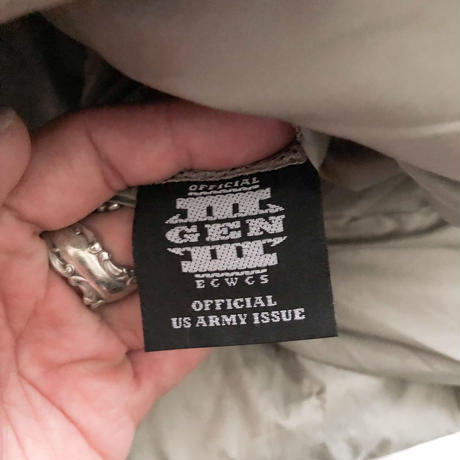 OFFICIAL
III
GEN
III
ECWCS
OFFICIAL
US ARMY ISSUE